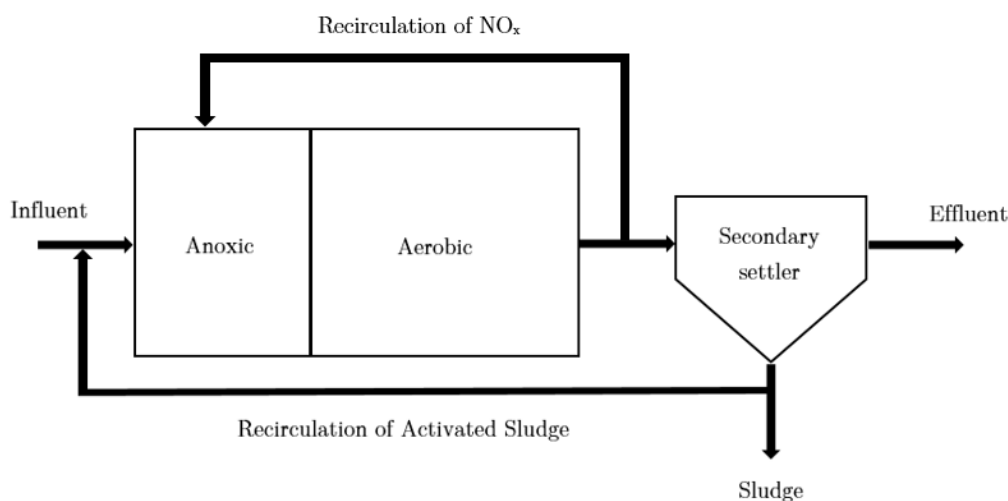 Recirculation of NOₓ
Influent
Anoxic
Aerobic
Secondary
settler
Effluent
Recirculation of Activated Sludge
Sludge